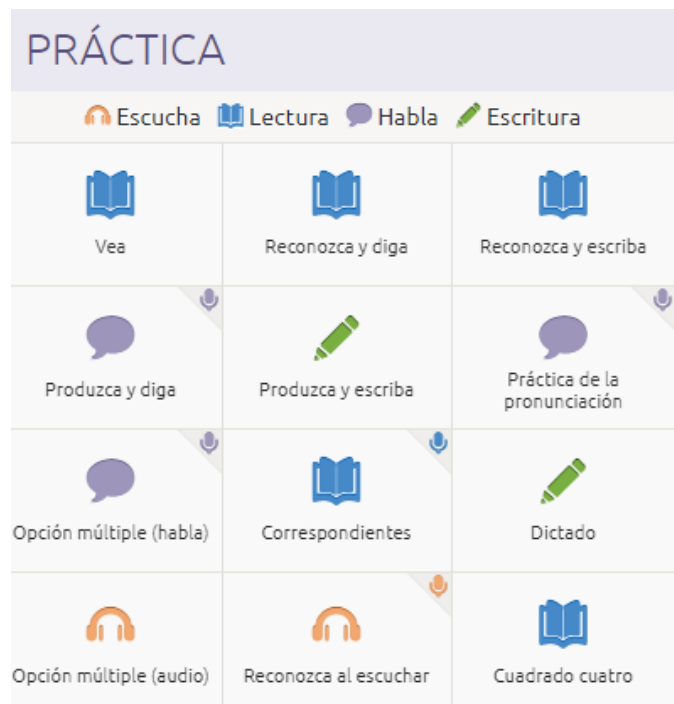 PRÁCTICA
Escucha Lectura Habla Escritura
Vea Reconozca y diga Reconozca y escriba
Produzca y diga Produzca y escriba Práctica de la
pronunciación
Opción múltiple (habla) Correspondientes Dictado
Opción múltiple (audio) Reconozca al escuchar Cuadrado cuatro